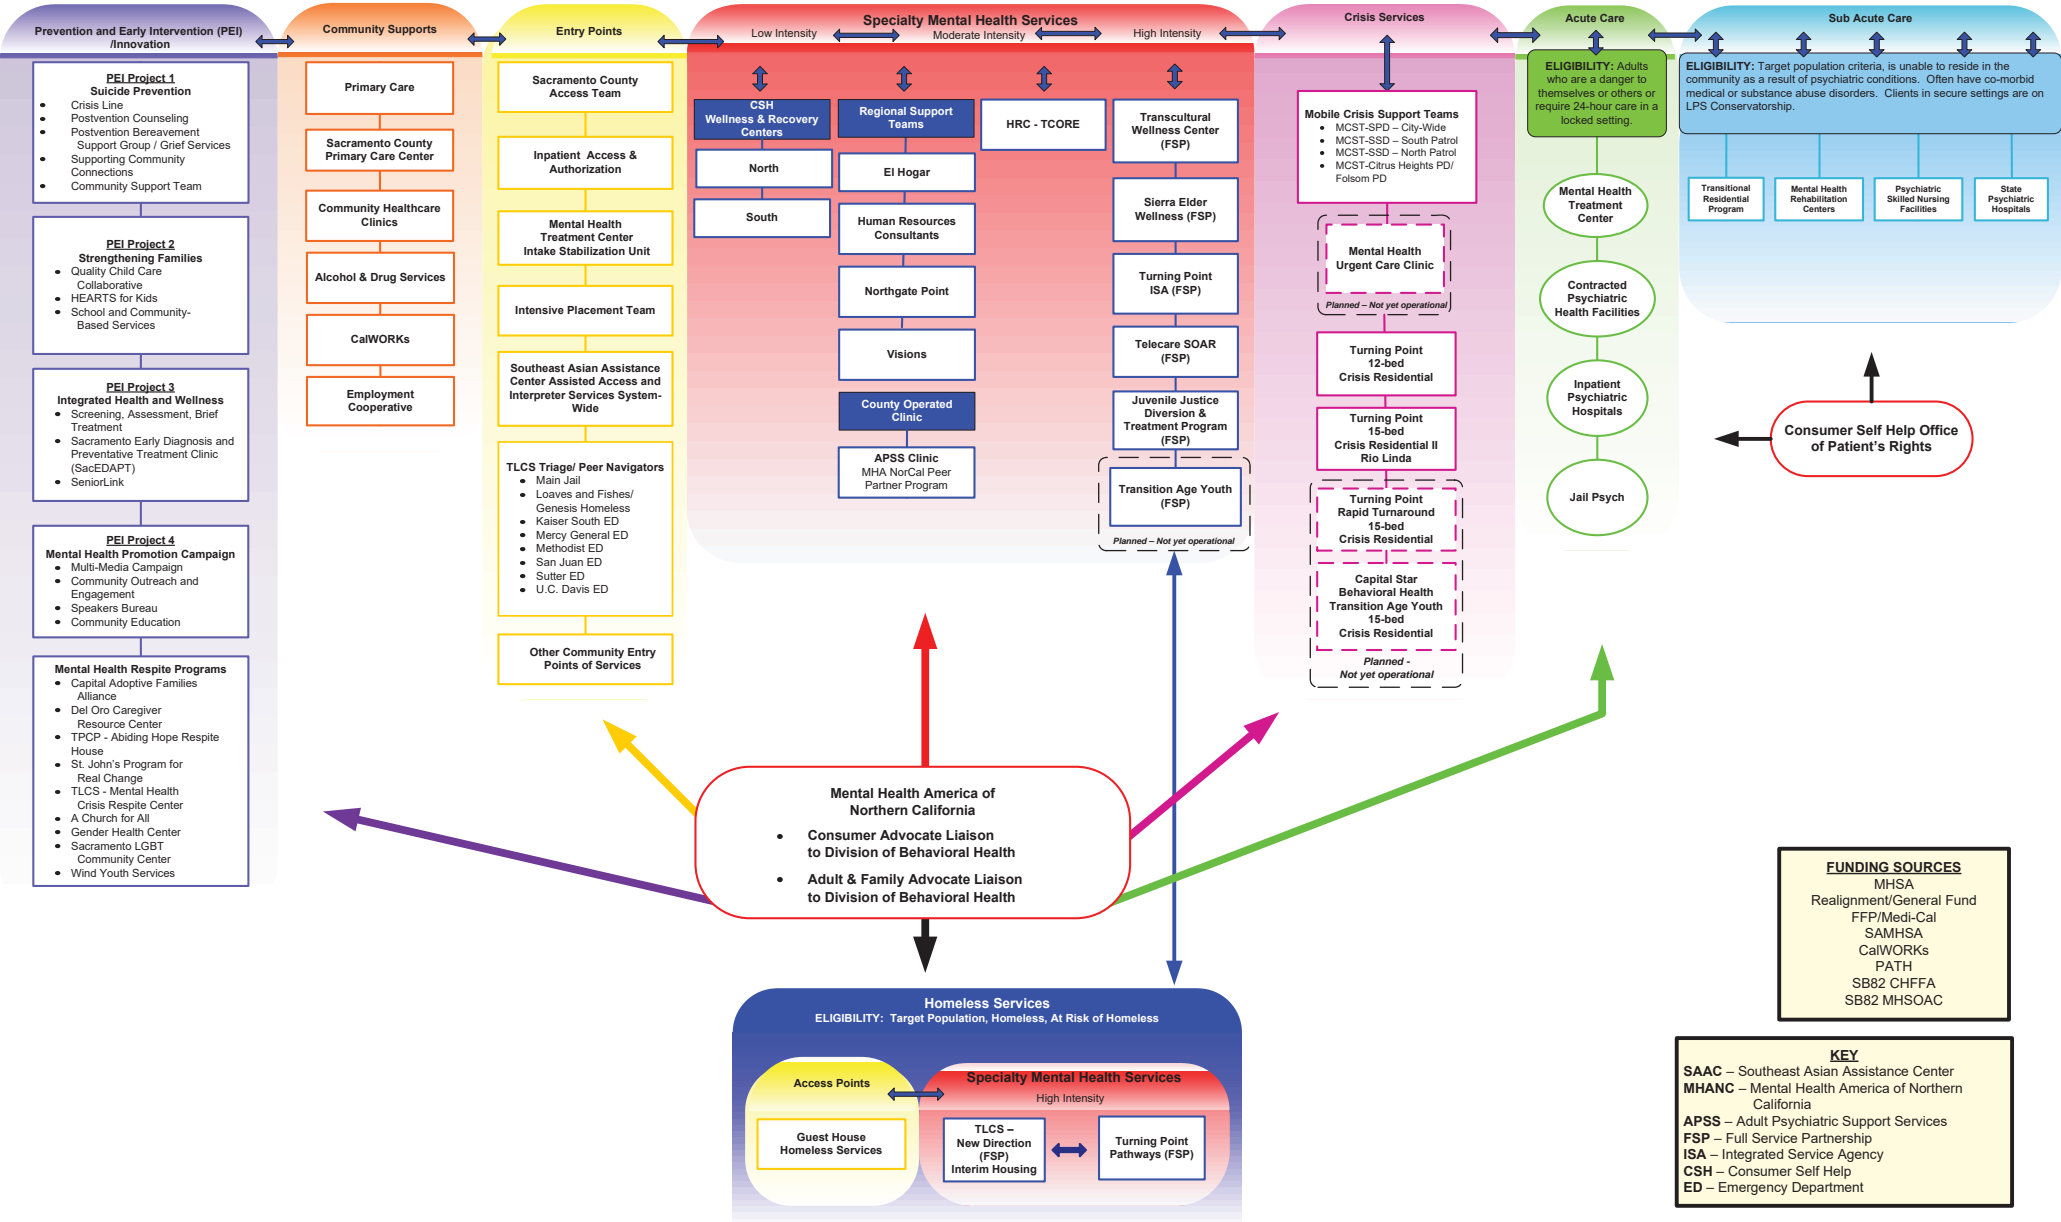 Prevention and Early Intervention (PEI)
/Innovation
PEI Project 1
Suicide Prevention
• Crisis Line
• Postvention Counseling
• Postvention Bereavement
Support Group / Grief Services
• Supporting Community
Connections
• Community Support Team
PEI Project 2
Strengthening Families
• Quality Child Care
Collaborative
• HEARTS for Kids
• School and Community-
Based Services
PEI Project 3
Integrated Health and Wellness
• Screening, Assessment, Brief
Treatment
• Sacramento Early Diagnosis and
Preventative Treatment Clinic
(SacEDAPT)
• SeniorLink
PEI Project 4
Mental Health Promotion Campaign
• Multi-Media Campaign
• Community Outreach and
Engagement
• Speakers Bureau
• Community Education
Mental Health Respite Programs
• Capital Adoptive Families
Alliance
• Del Oro Caregiver
Resource Center
• TPCP - Abiding Hope Respite
House
• St. John's Program for
Real Change
• TLCS - Mental Health
Crisis Respite Center
• A Church for All
• Gender Health Center
• Sacramento LGBT
Community Center
• Wind Youth Services
Community Supports
Primary Care
Sacramento County
Primary Care Center
Community Healthcare
Clinics
Alcohol & Drug Services
CalWORKs
Employment
Cooperative
Entry Points
Sacramento County
Access Team
Inpatient Access &
Authorization
Mental Health
Treatment Center
Intake Stabilization Unit
Intensive Placement Team
Southeast Asian Assistance
Center Assisted Access and
Interpreter Services System-
Wide
TLCS Triage/ Peer Navigators
• Main Jail
• Loaves and Fishes/
Genesis Homeless
• Kaiser South ED
• Mercy General ED
• Methodist ED
• San Juan ED
• Sutter ED
• U.C. Davis ED
Other Community Entry
Points of Services
Specialty Mental Health Services
Low Intensity
Moderate Intensity
High Intensity
CSH
Wellness & Recovery
Centers
North
South
Regional Support
Teams
El Hogar
Human Resources
Consultants
Northgate Point
Visions
County Operated
Clinic
APSS Clinic
MHA NorCal Peer
Partner Program
HRC - TCORE
Transcultural
Wellness Center
(FSP)
Sierra Elder
Wellness (FSP)
Turning Point
ISA (FSP)
Telecare SOAR
(FSP)
Juvenile Justice
Diversion &
Treatment Program
(FSP)
Transition Age Youth
(FSP)
Planned – Not yet operational
Crisis Services
Mobile Crisis Support Teams
• MCST-SPD – City-Wide
• MCST-SSD – South Patrol
• MCST-SSD – North Patrol
• MCST-Citrus Heights PD/
Folsom PD
Mental Health
Urgent Care Clinic
Planned – Not yet operational
Turning Point
12-bed
Crisis Residential
Turning Point
15-bed
Crisis Residential II
Rio Linda
Turning Point
Rapid Turnaround
15-bed
Crisis Residential
Capital Star
Behavioral Health
Transition Age Youth
15-bed
Crisis Residential
Planned -
Not yet operational
Acute Care
ELIGIBILITY: Adults
who are a danger to
themselves or others or
require 24-hour care in a
locked setting.
Mental Health
Treatment
Center
Contracted
Psychiatric
Health Facilities
Inpatient
Psychiatric
Hospitals
Jail Psych
Sub Acute Care
ELIGIBILITY: Target population criteria, is unable to reside in the
community as a result of psychiatric conditions. Often have co-morbid
medical or substance abuse disorders. Clients in secure settings are on
LPS Conservatorship.
Transitional
Residential
Program
Mental Health
Rehabilitation
Centers
Psychiatric
Skilled Nursing
Facilities
State
Psychiatric
Hospitals
Consumer Self Help Office
of Patient's Rights
Mental Health America of
Northern California
• Consumer Advocate Liaison
to Division of Behavioral Health
• Adult & Family Advocate Liaison
to Division of Behavioral Health
Homeless Services
ELIGIBILITY: Target Population, Homeless, At Risk of Homeless
Access Points
Guest House
Homeless Services
Specialty Mental Health Services
High Intensity
TLCS –
New Direction
(FSP)
Interim Housing
Turning Point
Pathways (FSP)
FUNDING SOURCES
MHSA
Realignment/General Fund
FFP/Medi-Cal
SAMHSA
CalWORKs
PATH
SB82 CHFFA
SB82 MHSOAC
KEY
SAAC – Southeast Asian Assistance Center
MHANC – Mental Health America of Northern
California
APSS – Adult Psychiatric Support Services
FSP – Full Service Partnership
ISA – Integrated Service Agency
CSH – Consumer Self Help
ED – Emergency Department